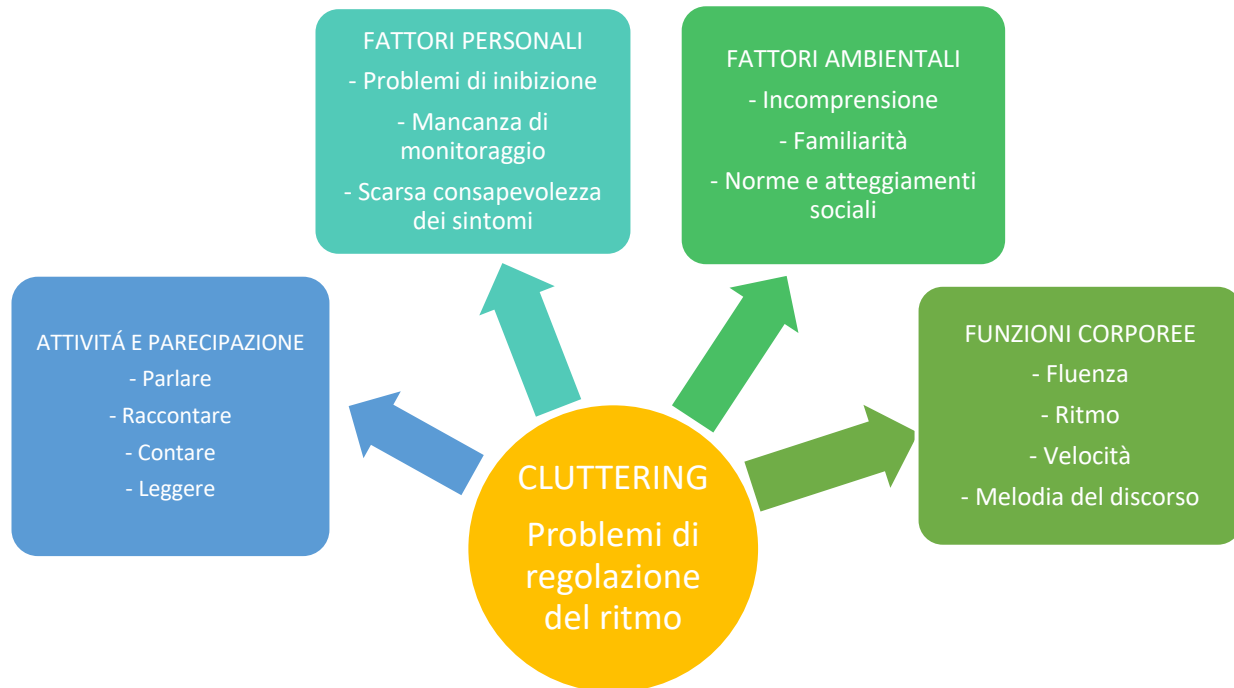 FATTORI PERSONALI
- Problemi di inibizione
- Mancanza di
monitoraggio
- Scarsa consapevolezza
dei sintomi
FATTORI AMBIENTALI
- Incomprensione
- Familiarità
- Norme e atteggiamenti
sociali
ATTIVITÁ E PARECIPAZIONE
- Parlare
- Raccontare
- Contare
- Leggere
FUNZIONI CORPOREE
- Fluenza
- Ritmo
- Velocità
- Melodia del discorso
CLUTTERING
Problemi di
regolazione
del ritmo